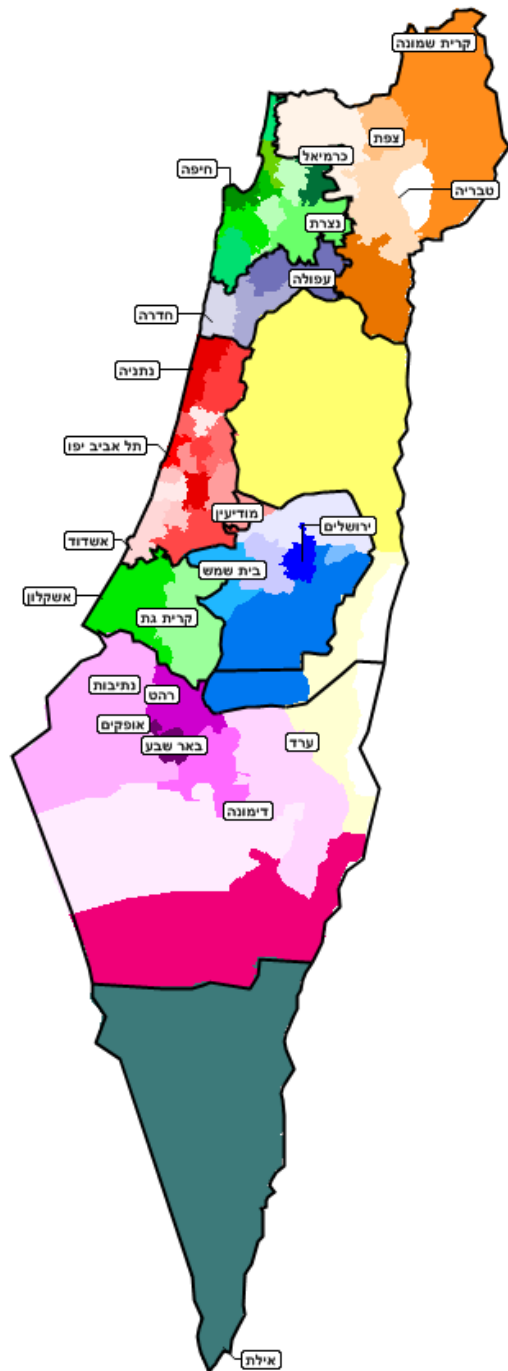 קרית שמונה
צפת
כרמיאל
חיפה
טבריה
נצרת
עפולה
חדרה
נתניה
תל אביב יפו
מודיעין
ירושלים
אשדוד
בית שמש
אשקלון
קרית גת
נתיבות
רהט
אופקים
באר שבע
ערד
דימונה
אילת